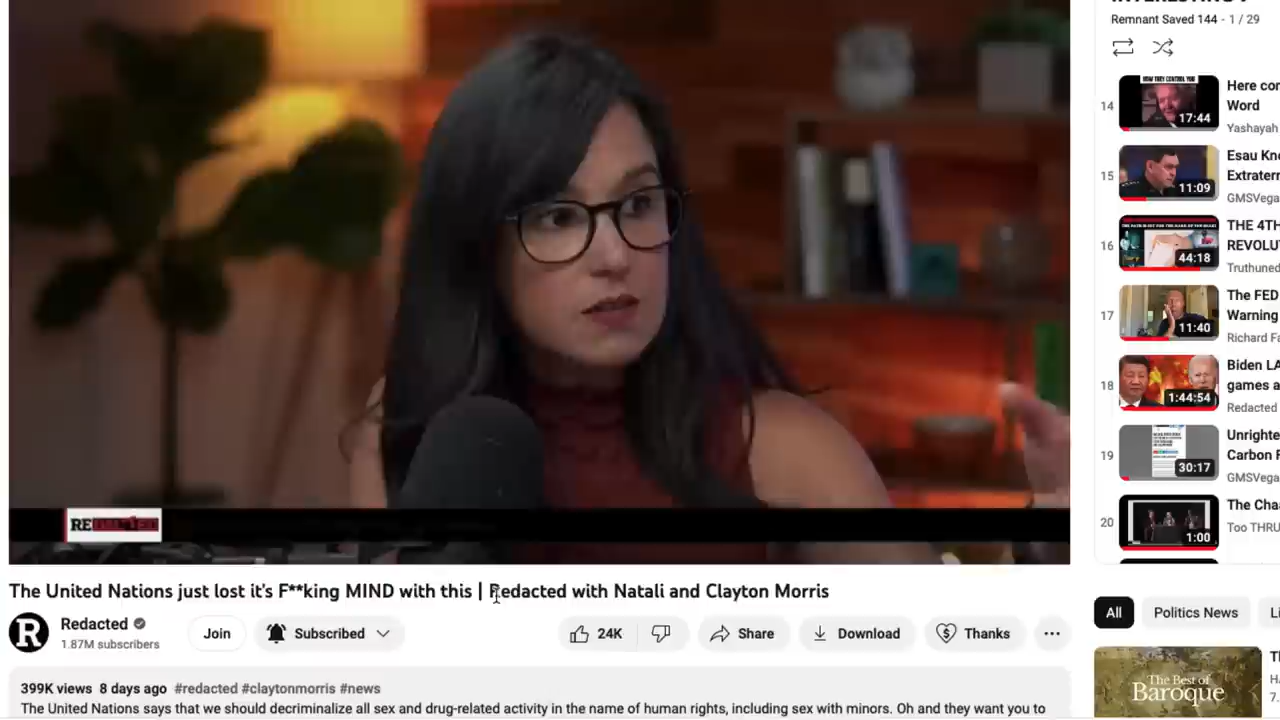 Remnant Saved 144 - 1 / 29
HOW THEY CONTROL YOU
14
17:44
Here con
Word
Yashayah
15
11:09
Esau Kno
Extraterr
GMSVega
16
44:18
THE 4TH
REVOLUT
Truthuned
17
11:40
The FED
Warning
Richard Fa
18
1:44:54
Biden LA
games a
Redacted
19
30:17
Unrighte
Carbon F
GMSVega
20
1:00
The Cha
Too THRU
REDACTED
The United Nations just lost it's F**king MIND with this | Redacted with Natali and Clayton Morris
R
Redacted
1.87M subscribers
Join
Subscribed
24K
Share
Download
Thanks
All
Politics News
399K views 8 days ago #redacted #claytonmorris #news
The United Nations says that we should decriminalize all sex and drug-related activity in the name of human rights, including sex with minors. Oh and they want you to
The Best of
Baroque